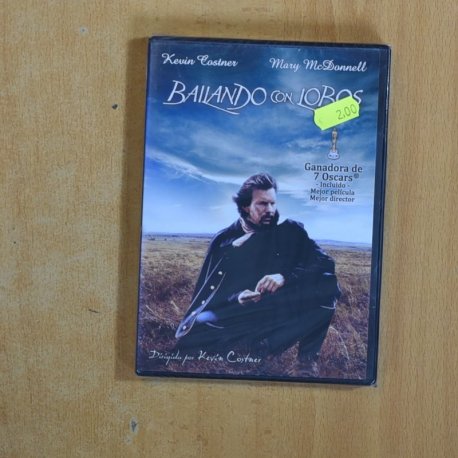 Kevin Costner Mary McDonnell
BAILANDO CON LOBOS
2,00
Ganadora de
7 Oscars®
- Incluido -
Mejor película
Mejor director
Dirigida por Kevin Costner